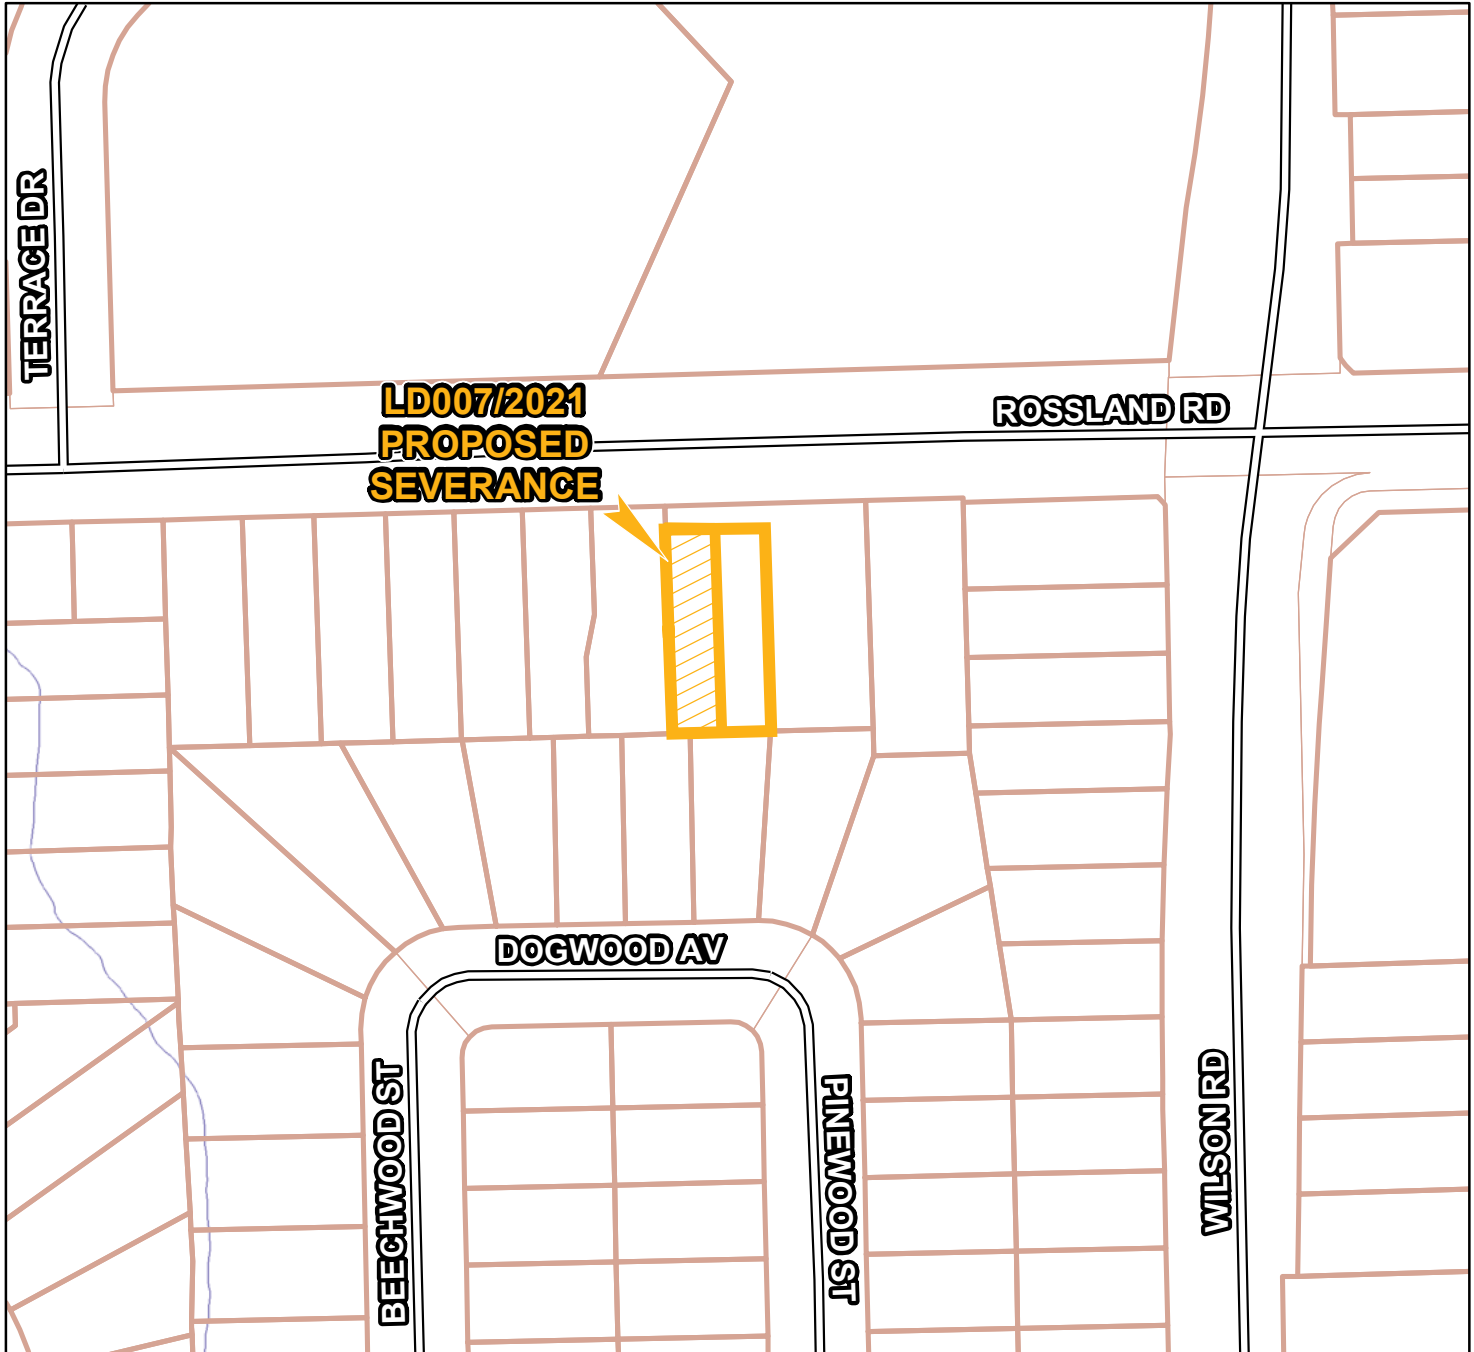 TERRACE DR
LD007/2021
PROPOSED
SEVERANCE
ROSSLAND RD
DOGWOOD AV
BEECHWOOD ST
PINEWOOD ST
WILSON RD